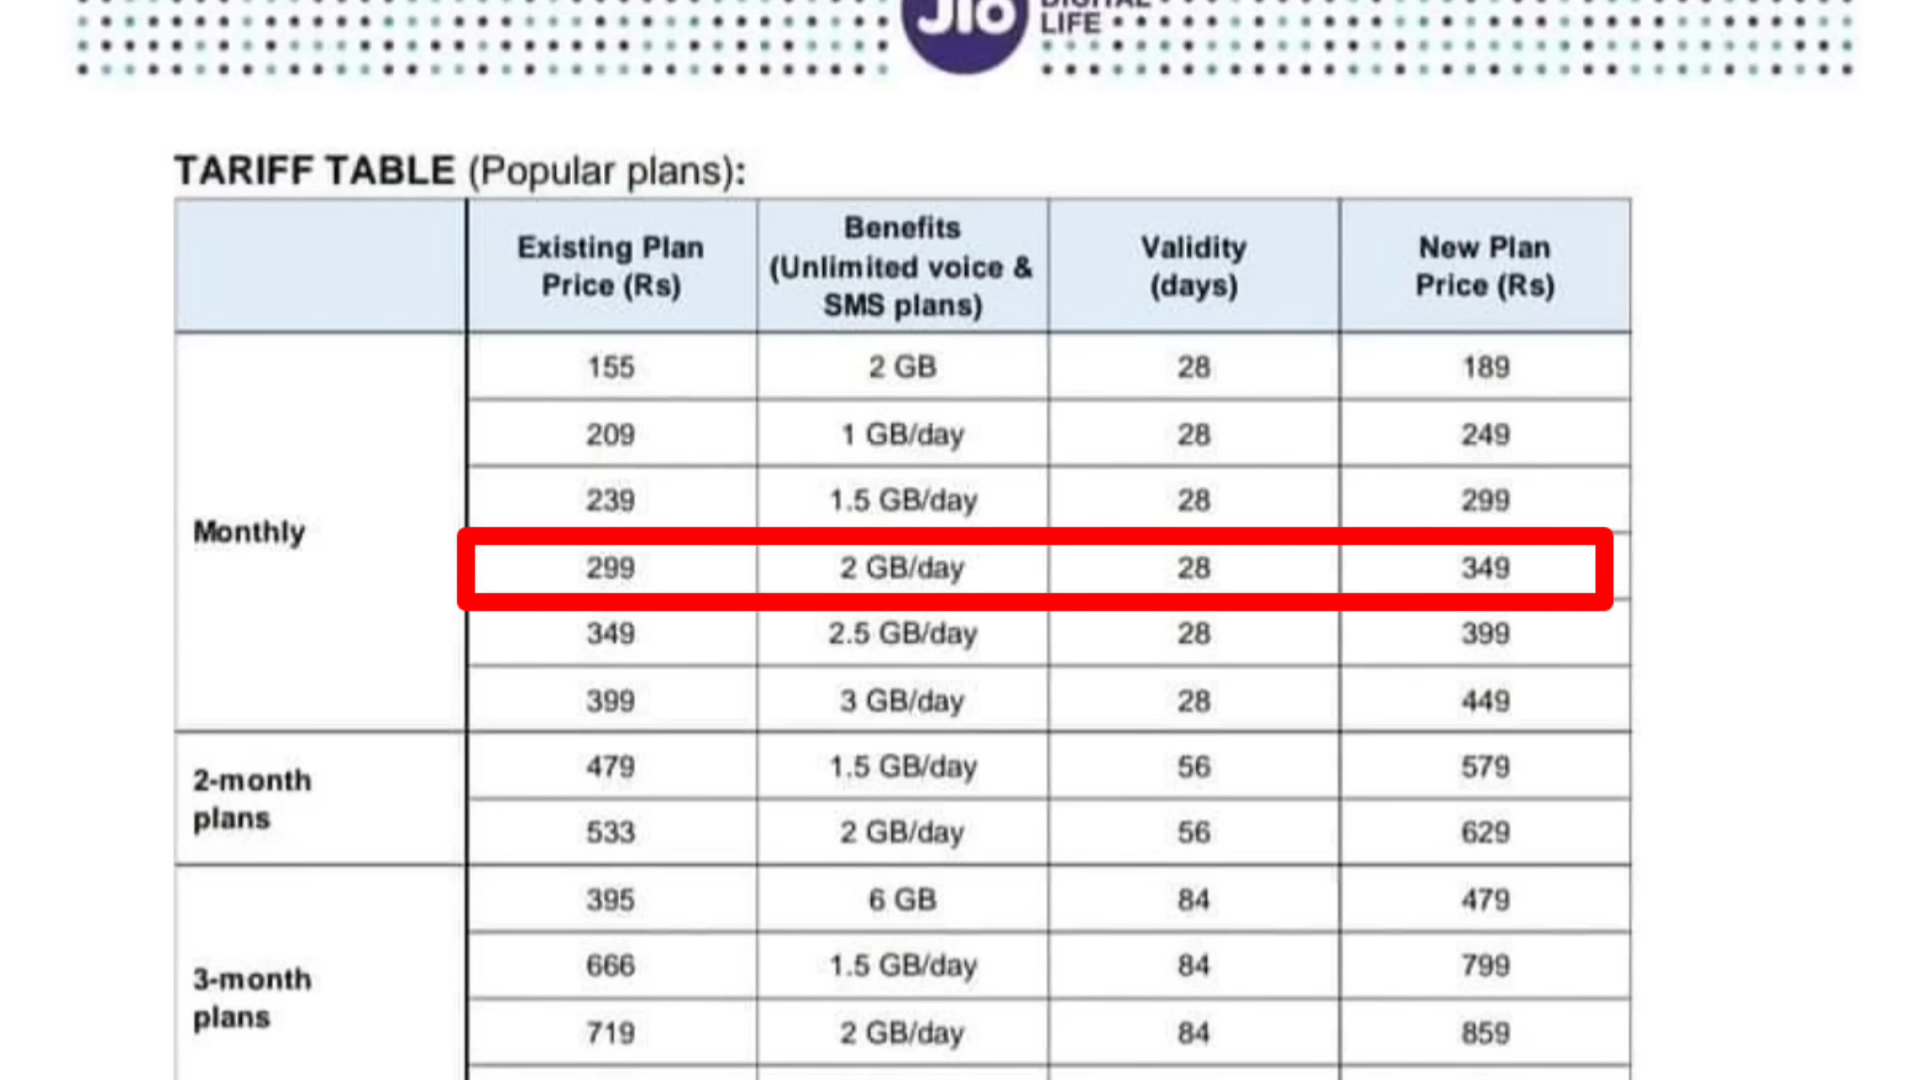 Jio DIGITAL
LIFE
TARIFF TABLE (Popular plans):
Existing Plan Price (Rs) Benefits (Unlimited voice & SMS plans) Validity (days) New Plan Price (Rs)
Monthly
155 2 GB 28 189
209 1 GB/day 28 249
239 1.5 GB/day 28 299
299 2 GB/day 28 349
349 2.5 GB/day 28 399
399 3 GB/day 28 449
2-month plans
479 1.5 GB/day 56 579
533 2 GB/day 56 629
3-month plans
395 6 GB 84 479
666 1.5 GB/day 84 799
719 2 GB/day 84 859